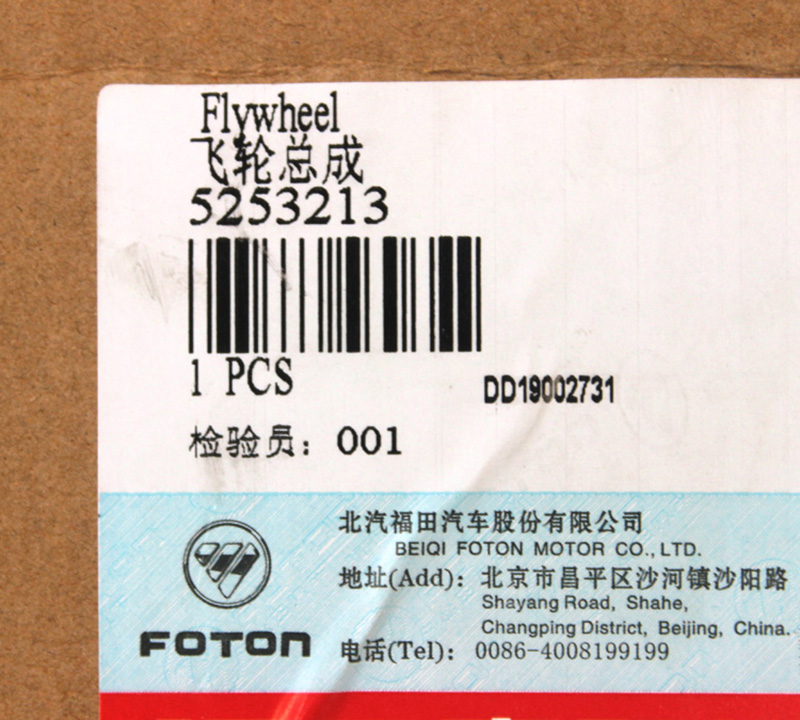 Flywheel
飞轮总成
5253213
1 PCS
DD19002731
检验员：001
北汽福田汽车股份有限公司
BEIQI FOTON MOTOR CO., LTD.
地址(Add)：北京市昌平区沙河镇沙阳路
Shayang Road, Shahe,
Changping District, Beijing, China.
FOTON
电话(Tel)：0086-4008199199